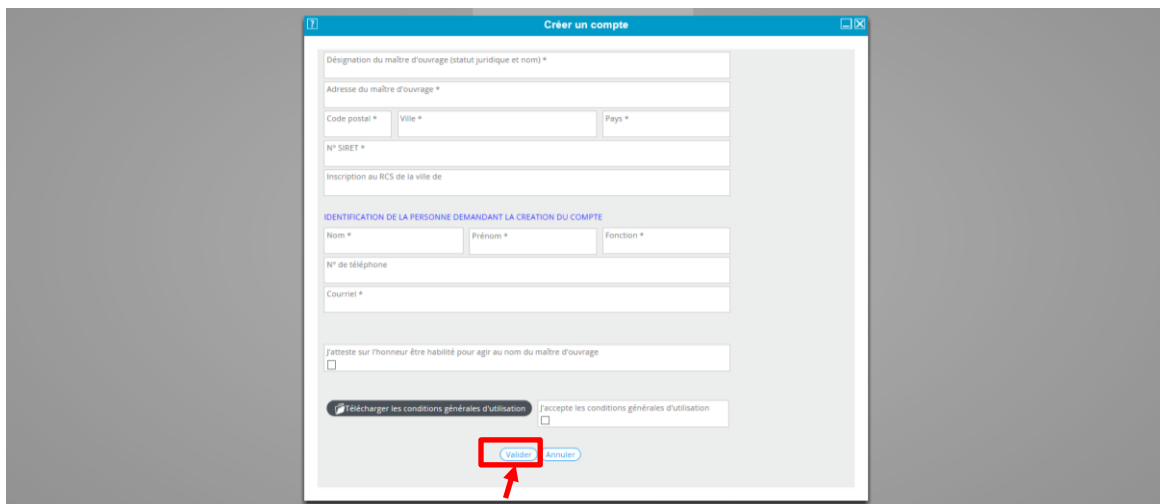 ? Créer un compte
Désignation du maître d'ouvrage (statut juridique et nom) *
Adresse du maître d'ouvrage *
Code postal * Ville * Pays *
N° SIRET *
Inscription au RCS de la ville de
IDENTIFICATION DE LA PERSONNE DEMANDANT LA CREATION DU COMPTE
Nom * Prénom * Fonction *
N° de téléphone
Courriel *
J'atteste sur l'honneur être habilité pour agir au nom du maître d'ouvrage
Télécharger les conditions générales d'utilisation J'accepte les conditions générales d'utilisation
Valider Annuler